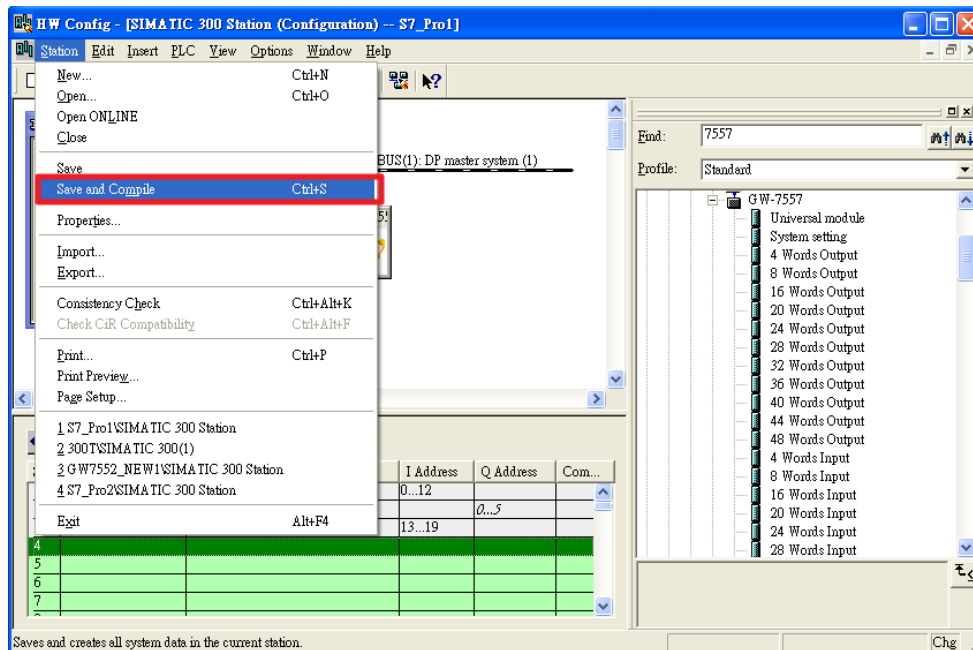 HW Config - [SIMATIC 300 Station (Configuration) -- S7_Pro1]
Station Edit Insert PLC View Options Window Help
New... Ctrl+N
Open... Ctrl+O
Open ONLINE
Close
Save
Save and Compile Ctrl+S
Properties...
Import...
Export...
Consistency Check Ctrl+Alt+K
Check CiR Compatibility Ctrl+Alt+F
Print... Ctrl+P
Print Preview...
Page Setup...
1 S7_Pro1\SIMATIC 300 Station
2 300T\SIMATIC 300(1)
3 GW7552_NEW1\SIMATIC 300 Station
4 S7_Pro2\SIMATIC 300 Station
Exit Alt+F4
BUS(1): DP master system (1)
I Address Q Address Com...
0...12
0...5
13...19
4
5
6
7
Find: 7557
Profile: Standard
GW-7557
Universal module
System setting
4 Words Output
8 Words Output
16 Words Output
20 Words Output
24 Words Output
28 Words Output
32 Words Output
36 Words Output
40 Words Output
44 Words Output
48 Words Output
4 Words Input
8 Words Input
16 Words Input
20 Words Input
24 Words Input
28 Words Input
Saves and creates all system data in the current station.
Chg